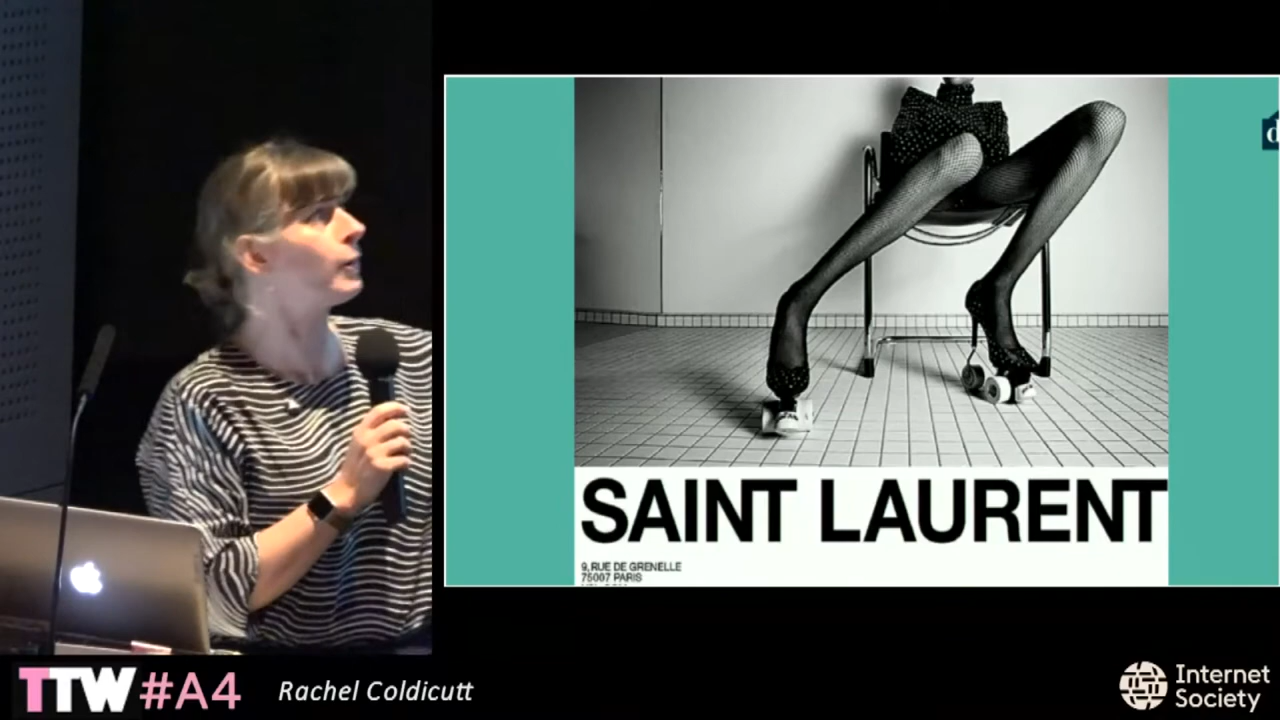 d
SAINT LAURENT
9, RUE DE GRENELLE
75007 PARIS
TTW#A4
Rachel Coldicutt
Internet
Society